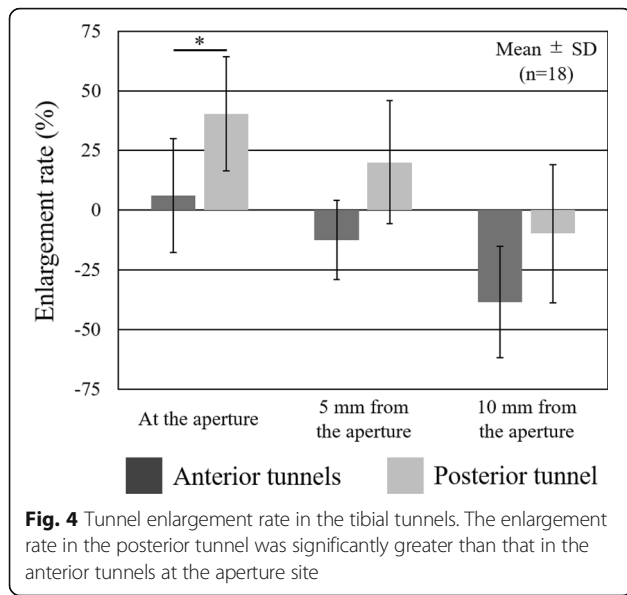 75
50
25
0
-25
-50
-75
Enlargement rate (%)
*
Mean ± SD
(n=18)
At the aperture
5 mm from
the aperture
10 mm from
the aperture
Anterior tunnels
Posterior tunnel
Fig. 4 Tunnel enlargement rate in the tibial tunnels. The enlargement
rate in the posterior tunnel was significantly greater than that in the
anterior tunnels at the aperture site